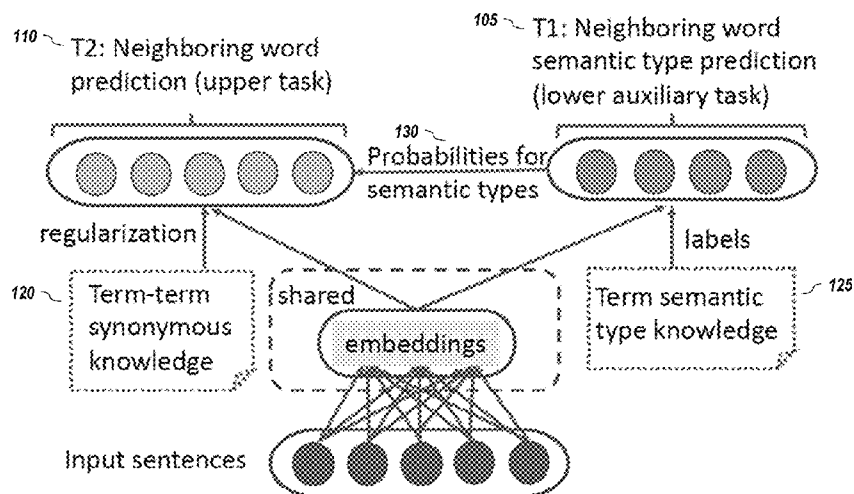 110
T2: Neighboring word
prediction (upper task)
105
T1: Neighboring word
semantic type prediction
(lower auxiliary task)
130
Probabilities for
semantic types
regularization
labels
120
Term-term
synonymous
knowledge
shared
embeddings
Term semantic
type knowledge
125
Input sentences